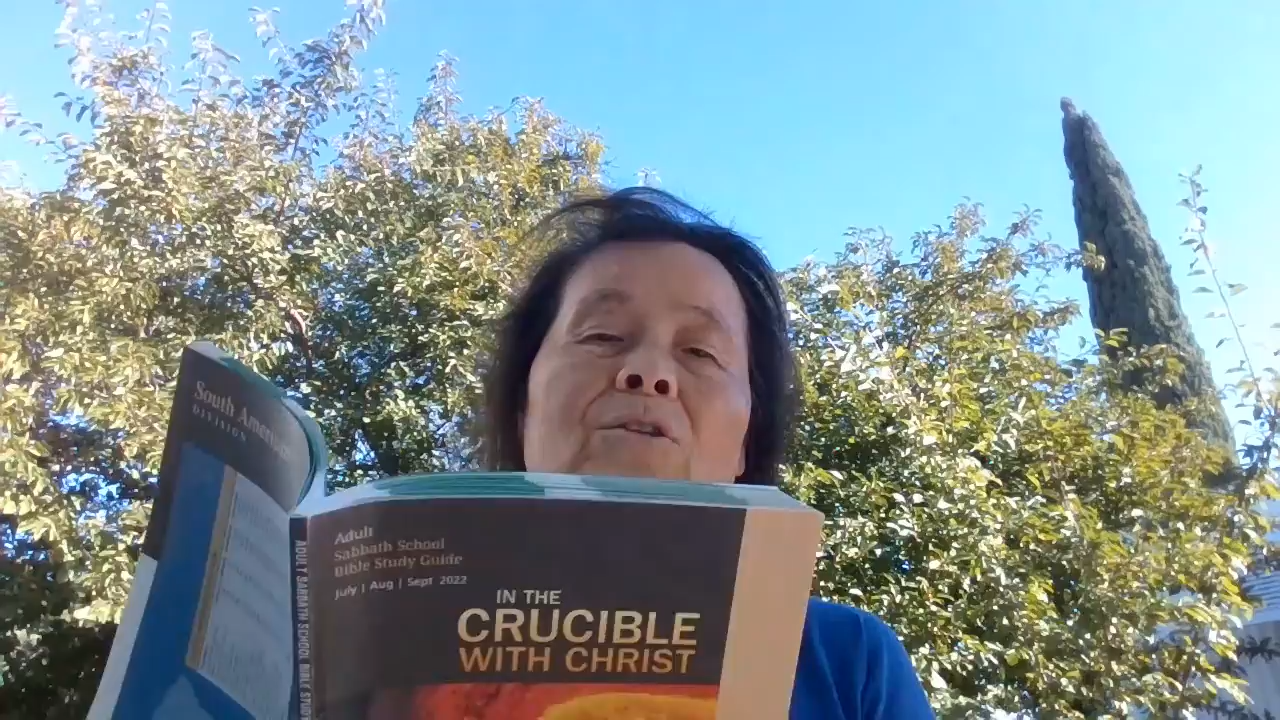 South American
DIVISION
ADULT SABBATH SCHOOL BIBLE STUDY
Adult
Sabbath School
Bible Study Guide
July | Aug | Sept 2022
IN THE
CRUCIBLE
WITH CHRIST